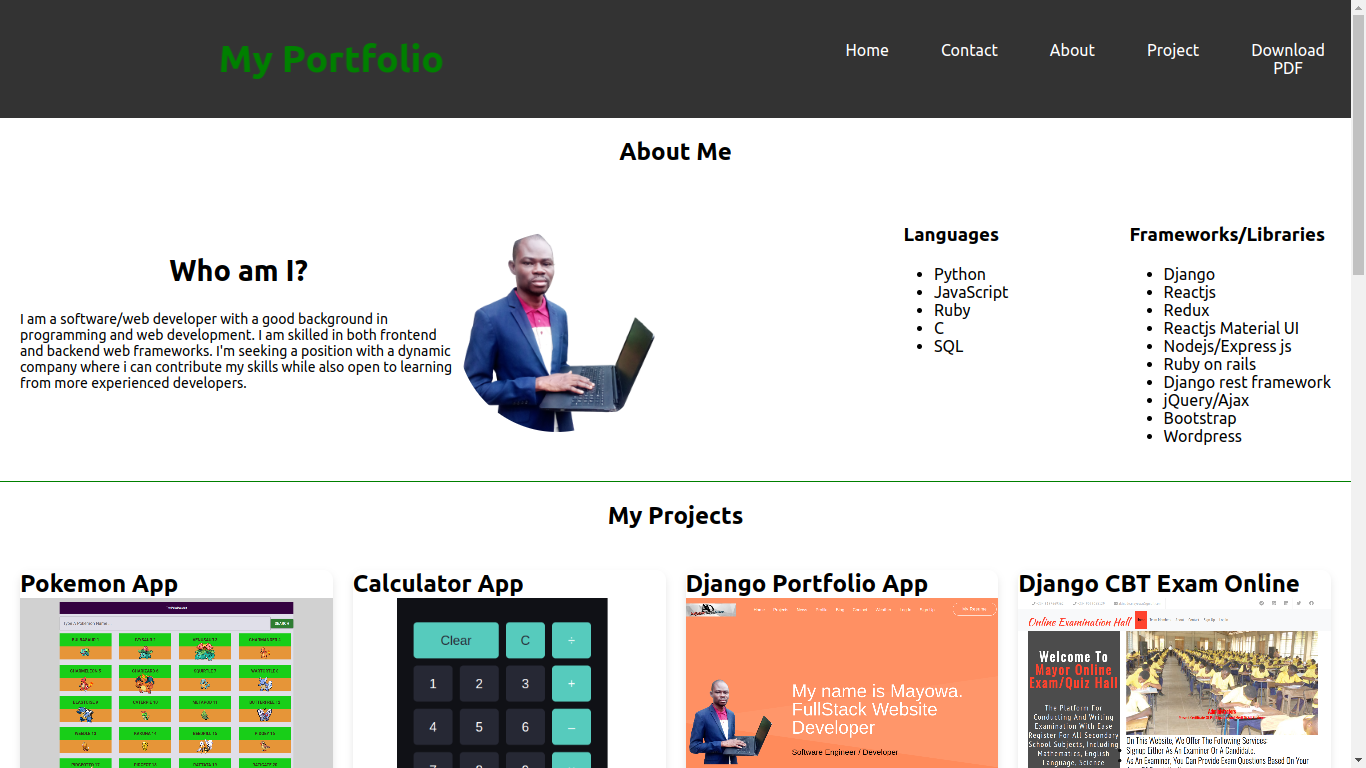 My Portfolio
Home
Contact
About
Project
Download
PDF
About Me
Who am I?
I am a software/web developer with a good background in
programming and web development. I am skilled in both frontend
and backend web frameworks. I'm seeking a position with a dynamic
company where i can contribute my skills while also open to learning
from more experienced developers.
Languages
Python
JavaScript
Ruby
C
SQL
Frameworks/Libraries
Django
Reactjs
Redux
Reactjs Material UI
Nodejs/Express js
Ruby on rails
Django rest framework
jQuery/Ajax
Bootstrap
Wordpress
My Projects
Pokemon App
Type A Pokemon Name
SEARCH
Calculator App
Clear C ÷
1 2 3 +
4 5 6 –
Django Portfolio App
My name is Mayowa.
FullStack Website
Developer
Software Engineer / Developer
Django CBT Exam Online
Online Examination Hall
Welcome To
Mayor Online
Exam/Quiz Hall
The Platform For
Conducting And Writing
Examination With Ease
Register For All Secondary
School Subjects, Including
Mathematics, English
Language, Science
On This Website, We Offer The Following Services:
Signup Either As An Examiner Or A Candidate.
As An Examiner, You Can Provide Exam Questions Based On Your